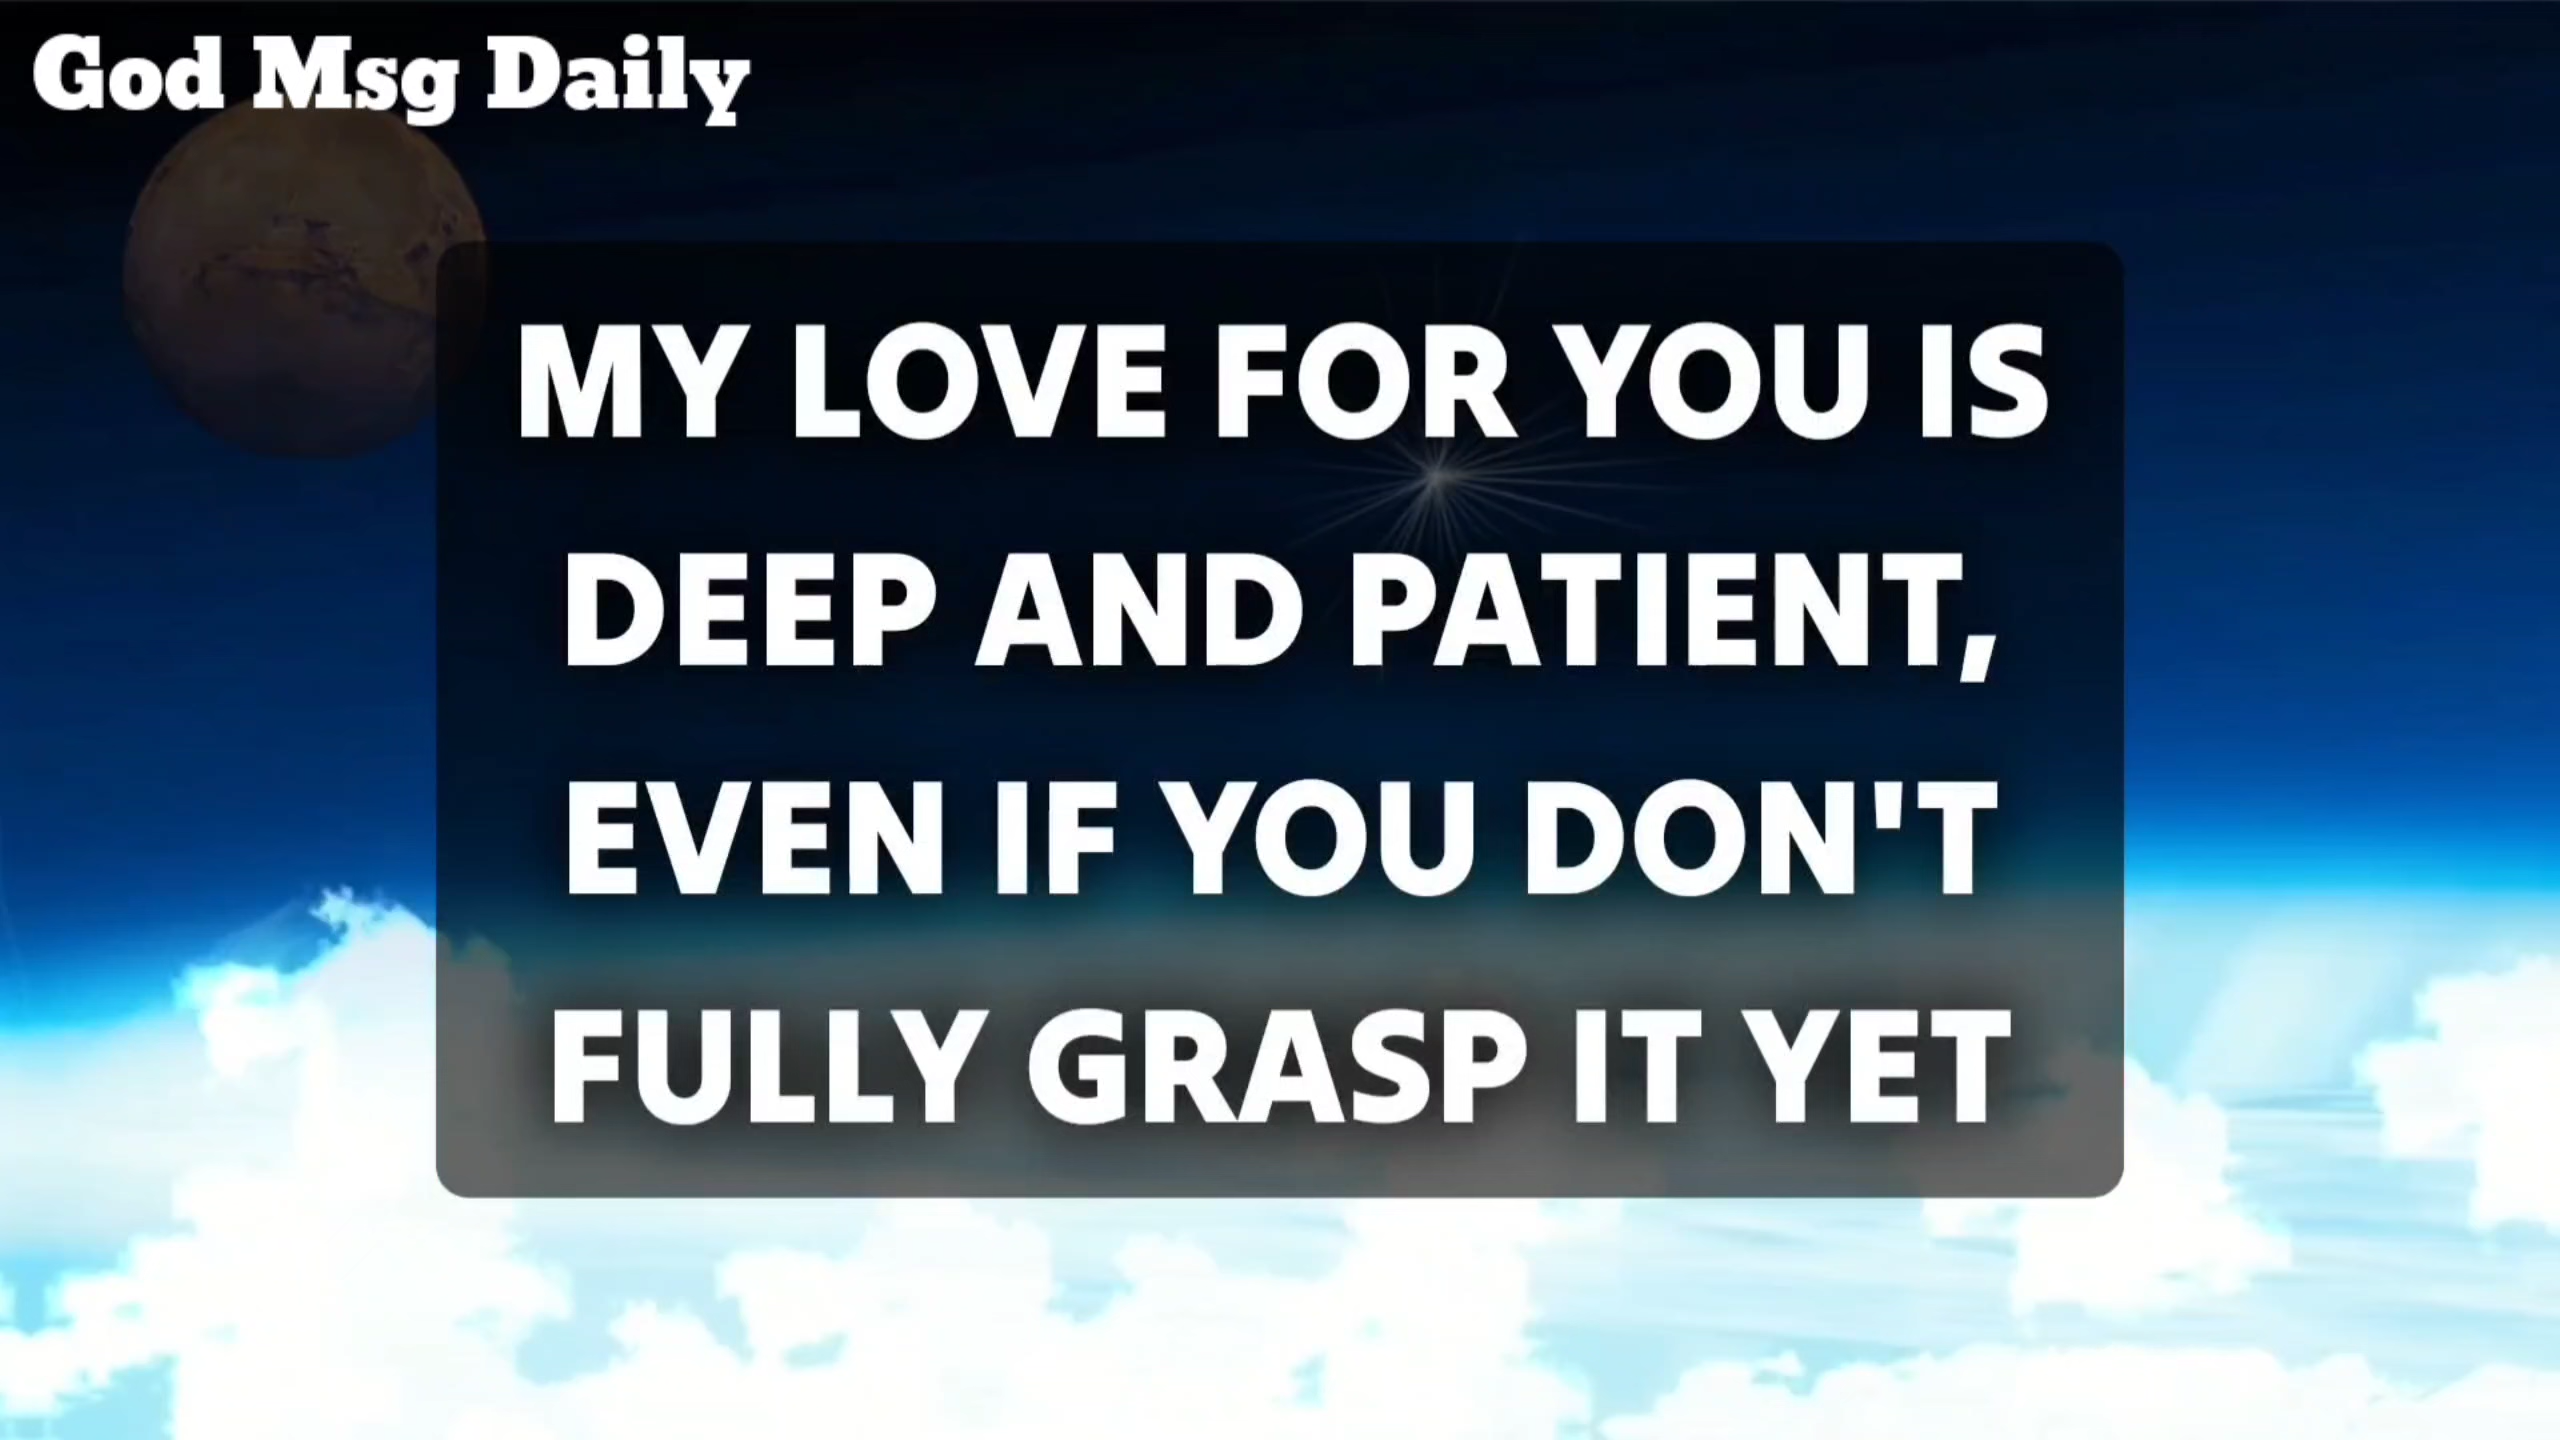 God Msg Daily
MY LOVE FOR YOU IS
DEEP AND PATIENT,
EVEN IF YOU DON'T
FULLY GRASP IT YET